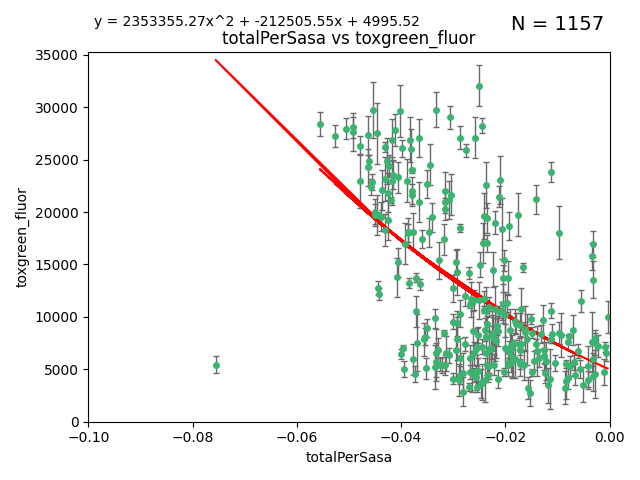 y = 2353355.27x^2 + -212505.55x + 4995.52
N = 1157
totalPerSasa vs toxgreen_fluor
35000
30000
25000
20000
15000
10000
5000
0
toxgreen_fluor
−0.10
−0.08
−0.06
−0.04
−0.02
0.00
totalPerSasa